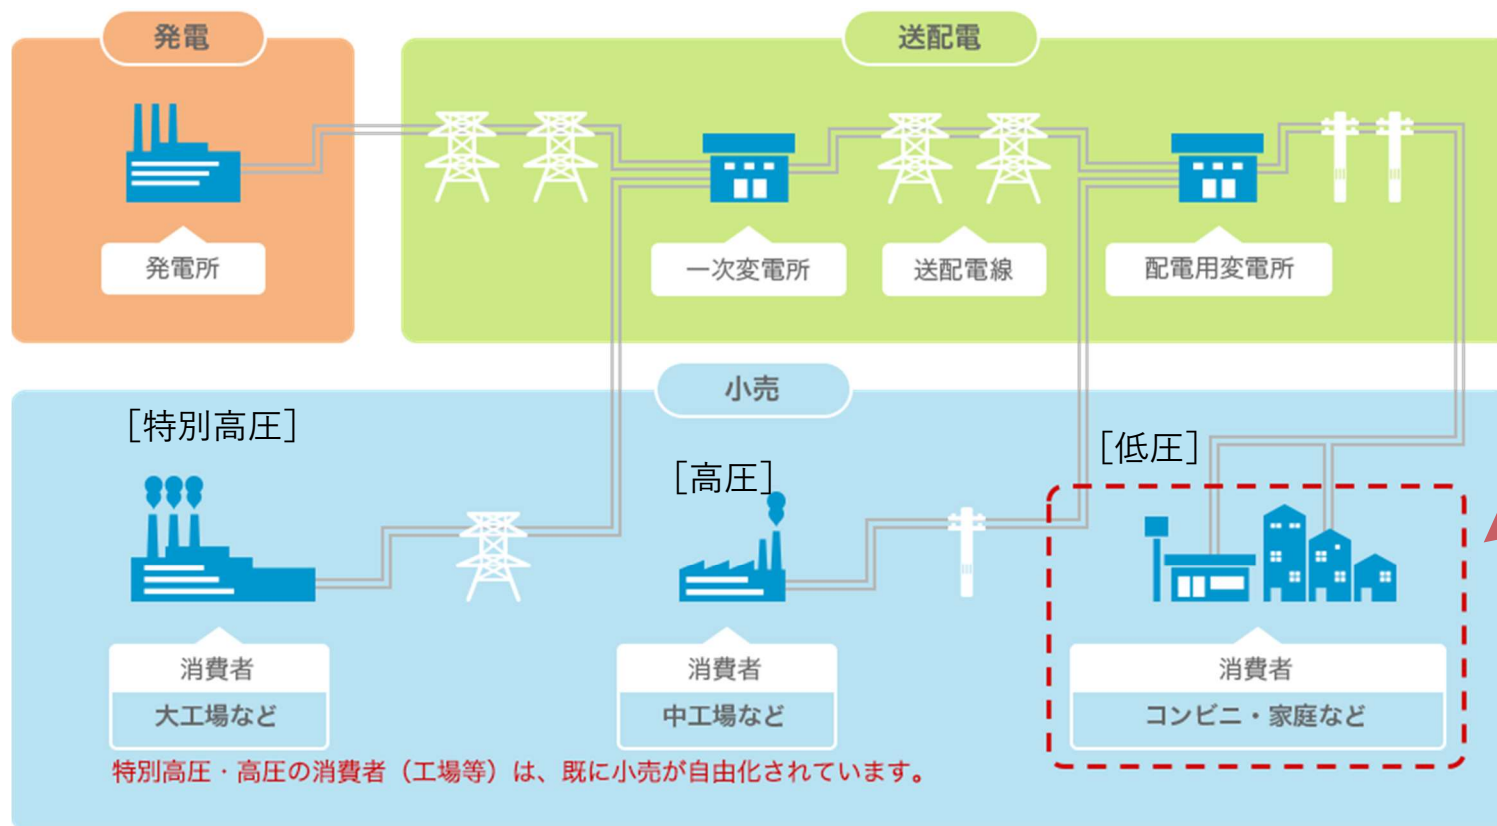 発電
送配電
発電所
一次変電所
送配電線
配電用変電所
小売
［特別高圧］
［高圧］
［低圧］
消費者
大工場など
消費者
中工場など
消費者
コンビニ・家庭など
特別高圧・高圧の消費者（工場等）は、既に小売が自由化されています。